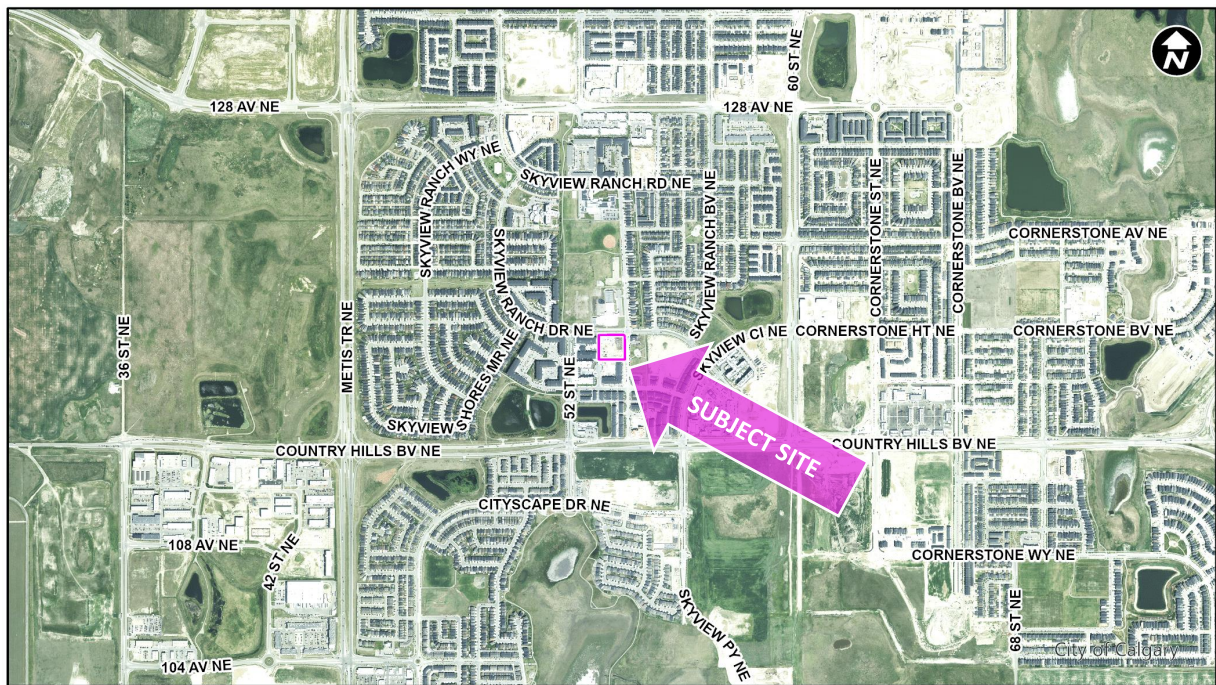 N
60 ST NE
128 AV NE
128 AV NE
SKYVIEW RANCH WY NE
SKYVIEW RANCH RD NE
SKYVIEW RANCH BV NE
CORNERSTONE ST NE
CORNERSTONE BV NE
CORNERSTONE AV NE
SKYVIEW RANCH DR NE
36 ST NE
METIS TR NE
SKYVIEW SHORES MR NE
52 ST NE
SKYVIEW CI NE
CORNERSTONE HT NE
CORNERSTONE BV NE
SUBJECT SITE
COUNTRY HILLS BV NE
COUNTRY HILLS BV NE
CITYSCAPE DR NE
108 AV NE
42 ST NE
CORNERSTONE WY NE
SKYVIEW PY NE
68 ST NE
104 AV NE
City of Calgary